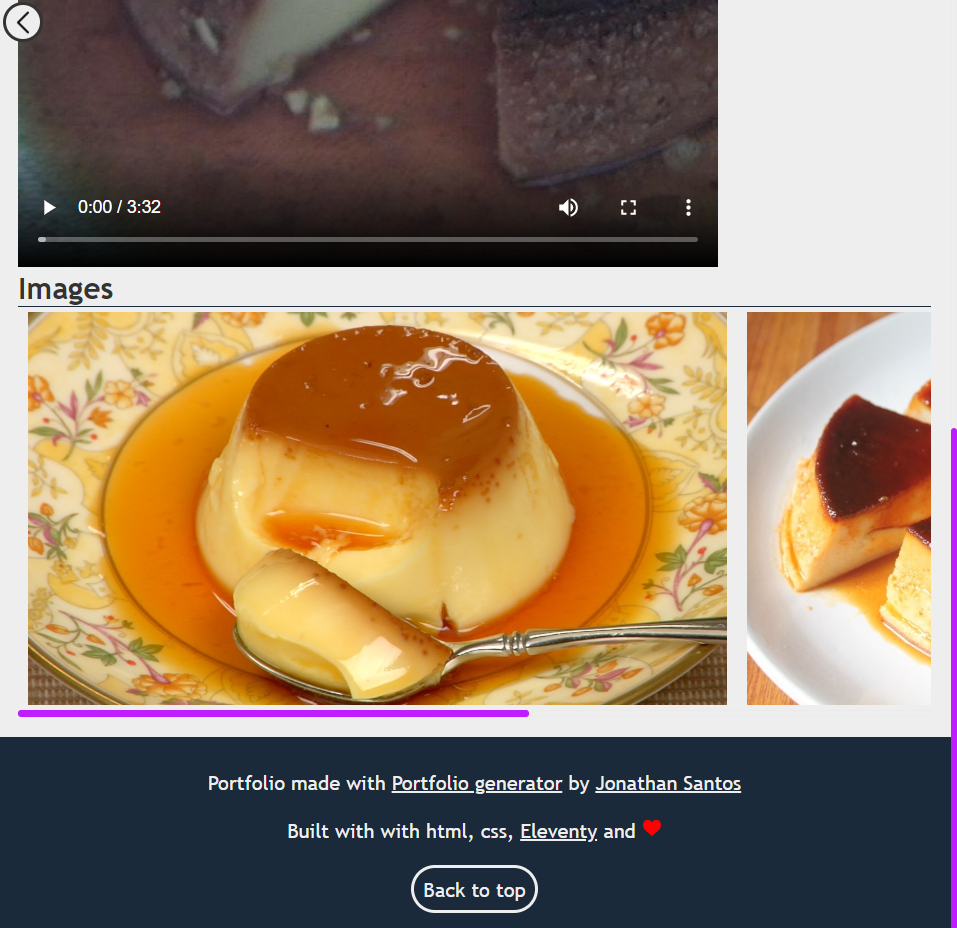 0:00 / 3:32
Images
Portfolio made with Portfolio generator by Jonathan Santos
Built with with html, css, Eleventy and ❤
Back to top